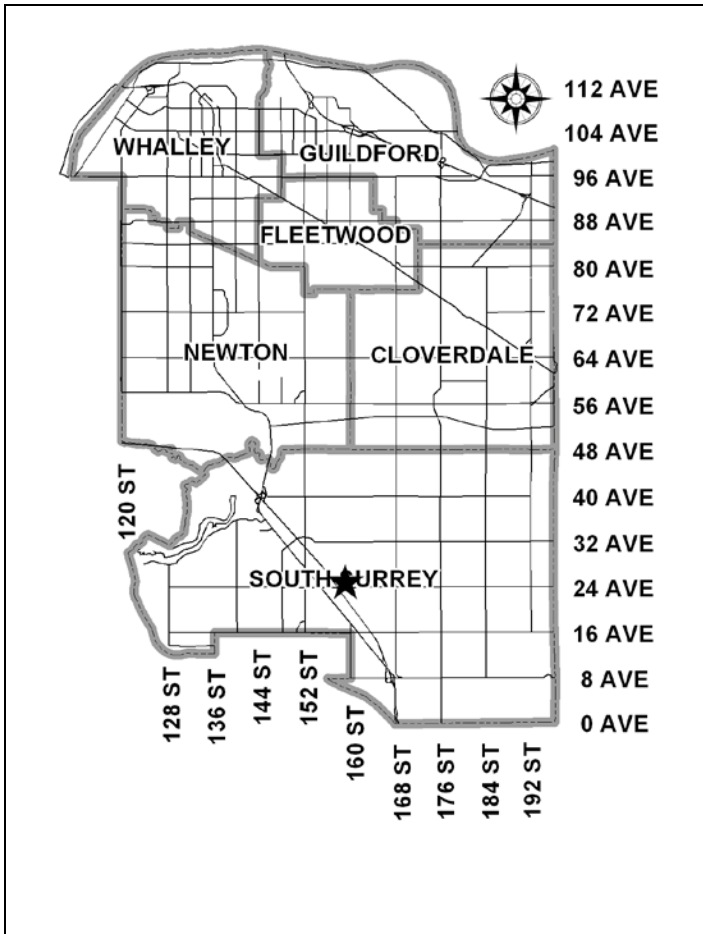 112 AVE
104 AVE
WHALLEY
GUILDFORD
96 AVE
88 AVE
FLEETWOOD
80 AVE
72 AVE
NEWTON
CLOVERDALE
64 AVE
56 AVE
48 AVE
120 ST
40 AVE
32 AVE
SOUTH SURREY
24 AVE
16 AVE
8 AVE
0 AVE
128 ST
136 ST
144 ST
152 ST
160 ST
168 ST
176 ST
184 ST
192 ST